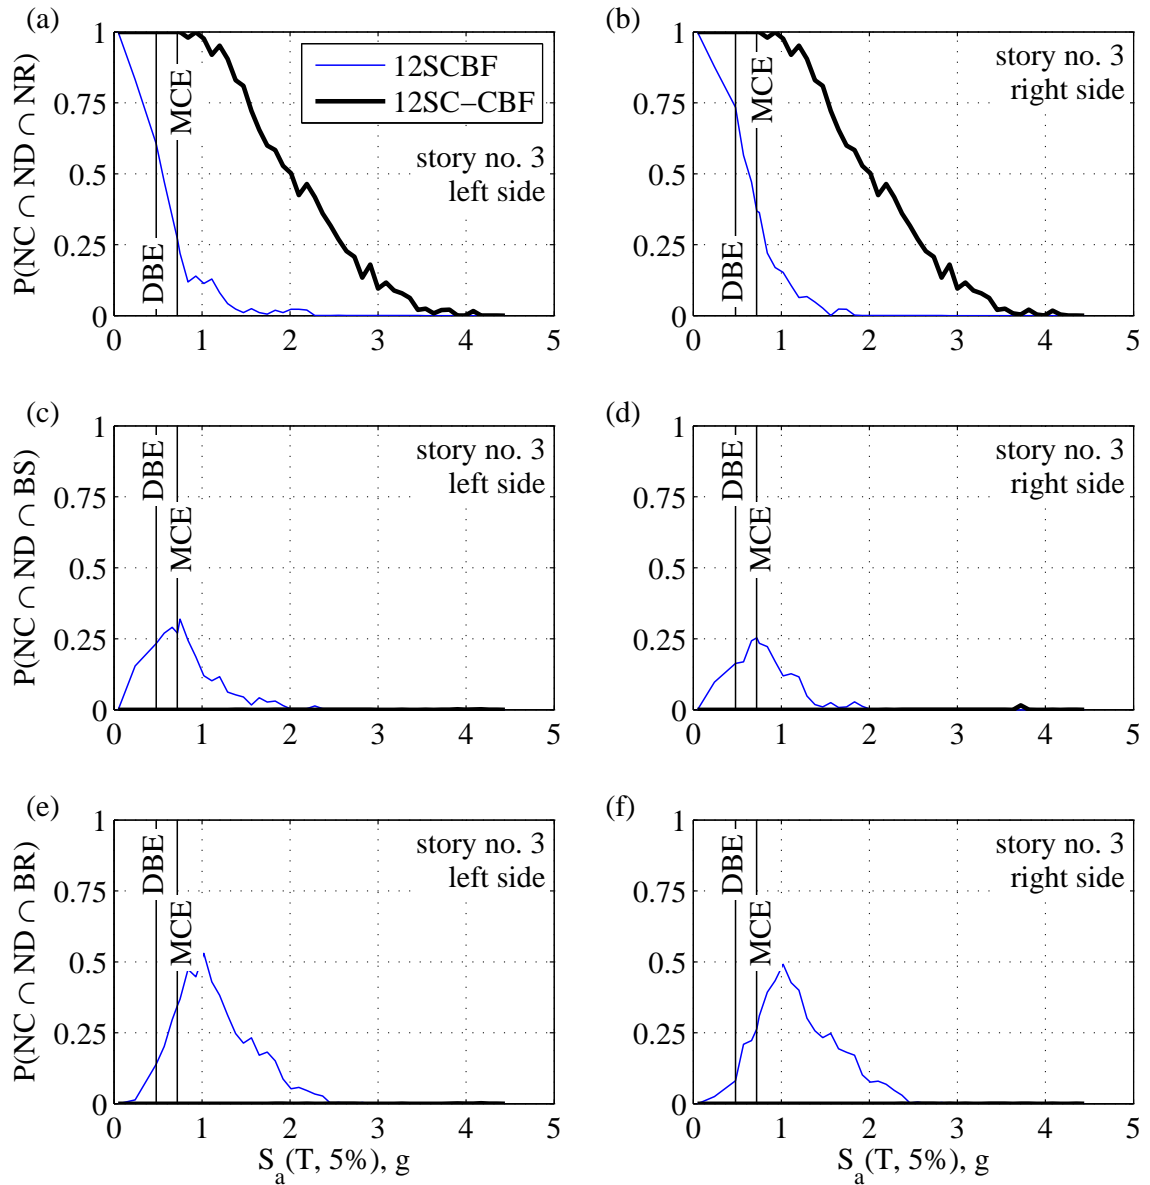 (a)
P(NC ∩ ND ∩ NR)
1
0.75
0.5
0.25
0
0
1
2
3
4
5
12SCBF
12SC−CBF
MCE
DBE
story no. 3
left side
(b)
1
0.75
0.5
0.25
0
0
1
2
3
4
5
MCE
DBE
story no. 3
right side
(c)
P(NC ∩ ND ∩ BS)
1
0.75
0.5
0.25
0
0
1
2
3
4
5
DBE
MCE
story no. 3
left side
(d)
1
0.75
0.5
0.25
0
0
1
2
3
4
5
DBE
MCE
story no. 3
right side
(e)
P(NC ∩ ND ∩ BR)
1
0.75
0.5
0.25
0
0
1
2
3
4
5
DBE
MCE
story no. 3
left side
Sa(T, 5%), g
(f)
1
0.75
0.5
0.25
0
0
1
2
3
4
5
DBE
MCE
story no. 3
right side
Sa(T, 5%), g